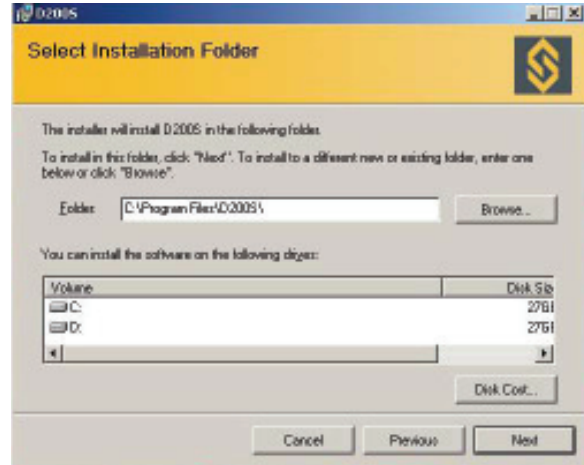 D200S
Select Installation Folder
The installer will install D200S in the following folder.
To install in this folder, click "Next". To install to a different new or existing folder, enter one
below or click "Browse".
Folder: C:\Program Files\D200S\ Browse...
You can install the software on the following drives:
Volume Disk Siz
C: 27GB
D: 27GB
Disk Cost...
Cancel Previous Next